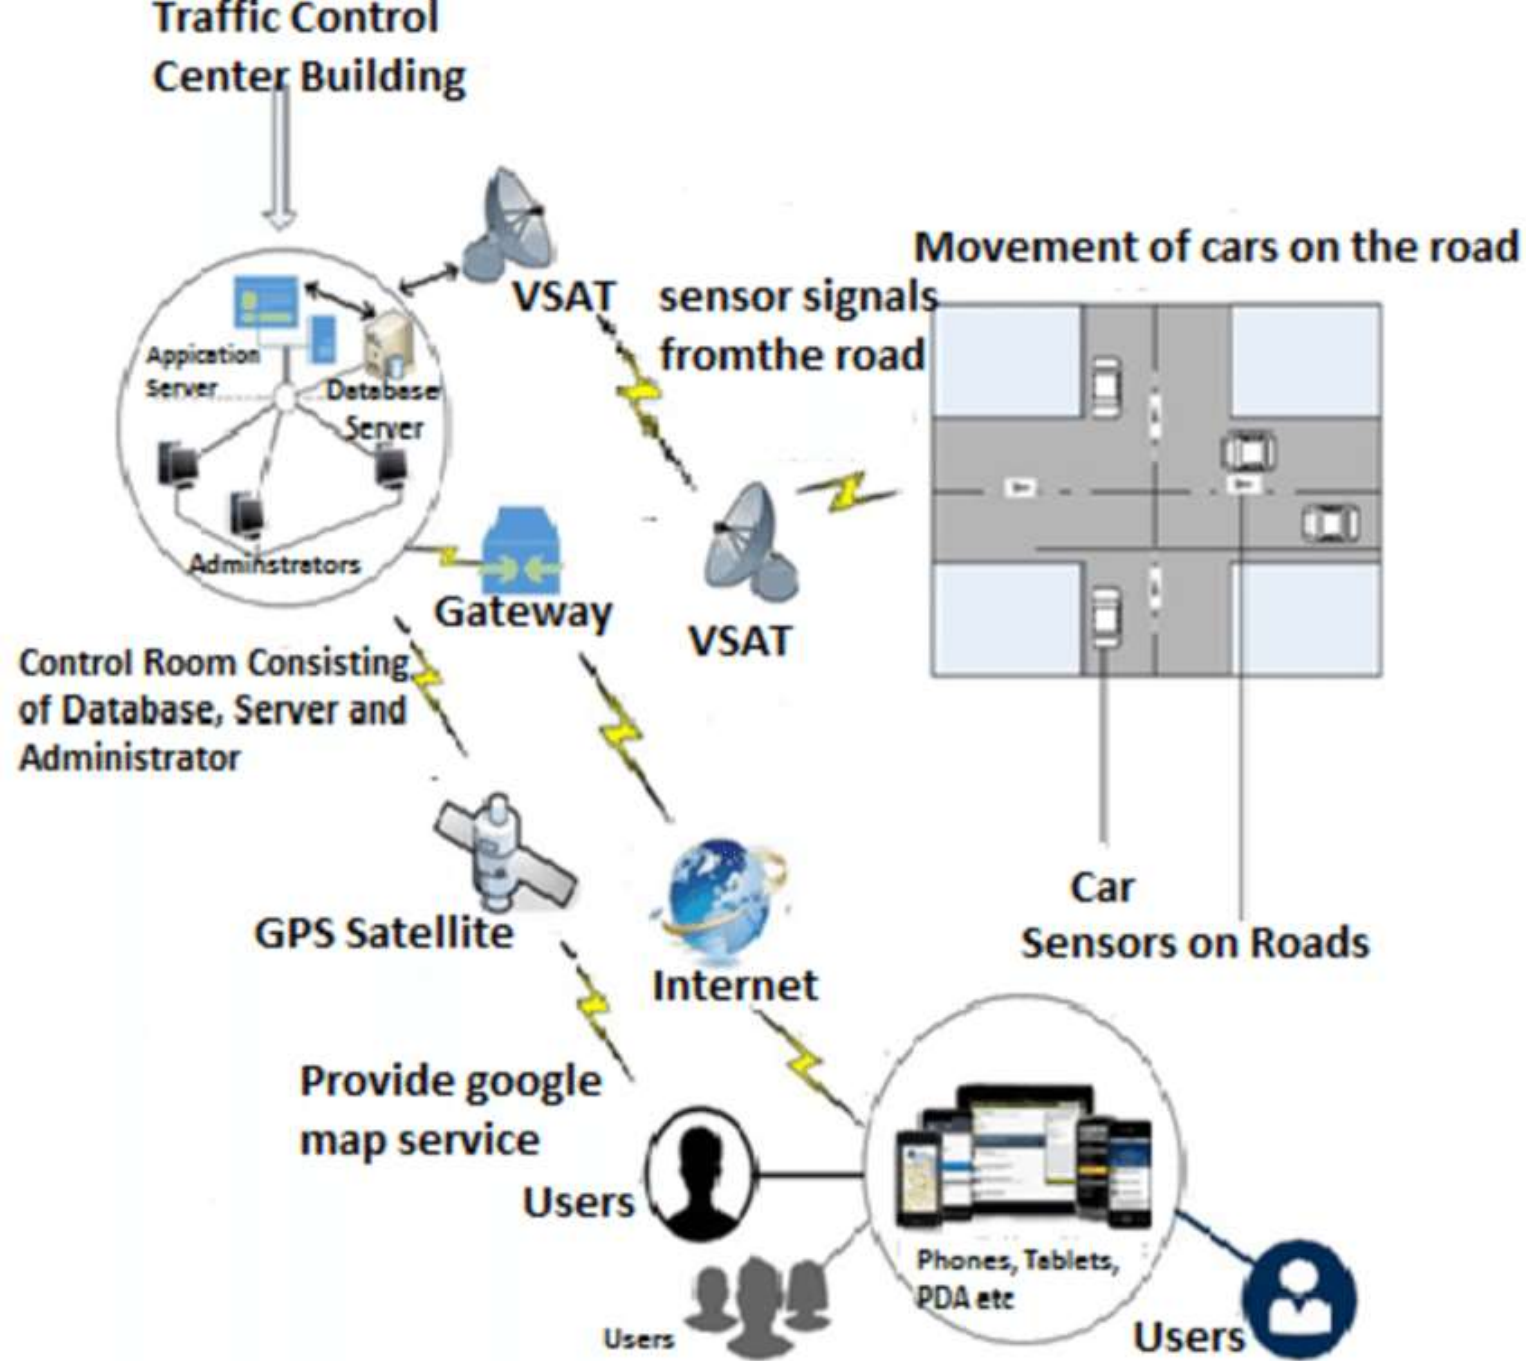 Traffic Control
Center Building
Movement of cars on the road
VSAT
sensor signals
fromthe road
Appication
Server
Database
Server
Adminstrators
Gateway
VSAT
Control Room Consisting
of Database, Server and
Administrator
Car
GPS Satellite
Sensors on Roads
Internet
Provide google
map service
Users
Phones, Tablets,
PDA etc
Users
Users